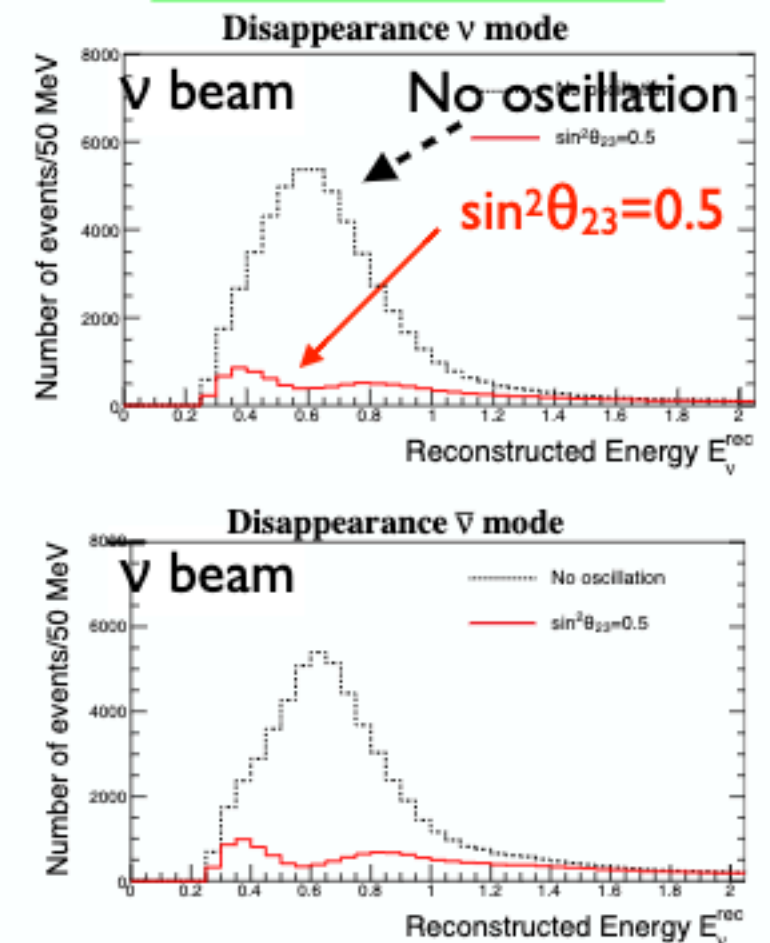 Disappearance ν mode
8000
ν beam
No oscillation
sin²θ₂₃=0.5
6000
sin²θ₂₃=0.5
4000
2000
0
Number of events/50 MeV
0 0.2 0.4 0.6 0.8 1 1.2 1.4 1.6 1.8 2
Reconstructed Energy E_ν^rec
Disappearance ν̅ mode
8000
ν beam
No oscillation
sin²θ₂₃=0.5
6000
4000
2000
0
Number of events/50 MeV
0 0.2 0.4 0.6 0.8 1 1.2 1.4 1.6 1.8 2
Reconstructed Energy E_ν^rec